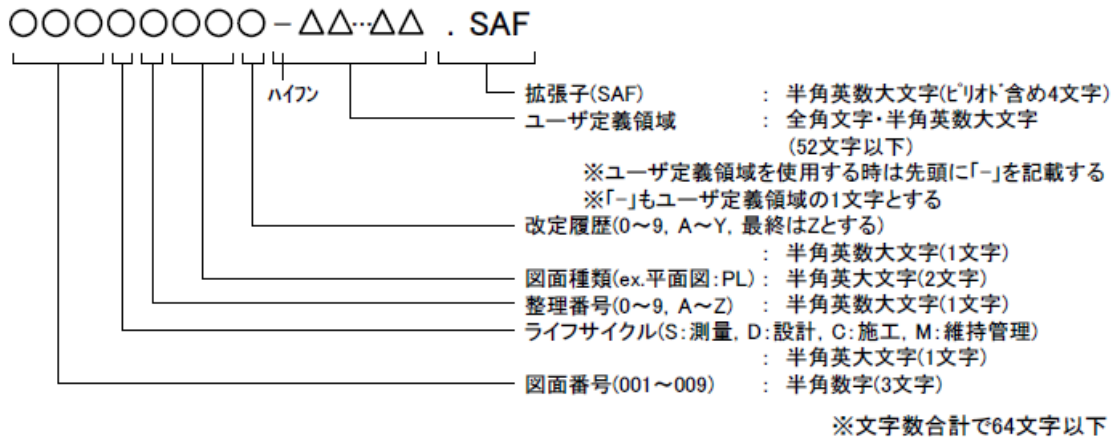 ○○○○○○○○○-△△…△△ . SAF
ハイフン
拡張子(SAF) : 半角英数大文字(ピリオド含め4文字)
ユーザ定義領域 : 全角文字・半角英数大文字
(52文字以下)
※ユーザ定義領域を使用する時は先頭に「-」を記載する
※「-」もユーザ定義領域の1文字とする
改定履歴(0～9, A～Y, 最終はZとする)
: 半角英数大文字(1文字)
図面種類(ex.平面図:PL) : 半角英大文字(2文字)
整理番号(0～9, A～Z) : 半角英数大文字(1文字)
ライフサイクル(S:測量, D:設計, C:施工, M:維持管理)
: 半角英大文字(1文字)
図面番号(001～009) : 半角数字(3文字)
※文字数合計で64文字以下